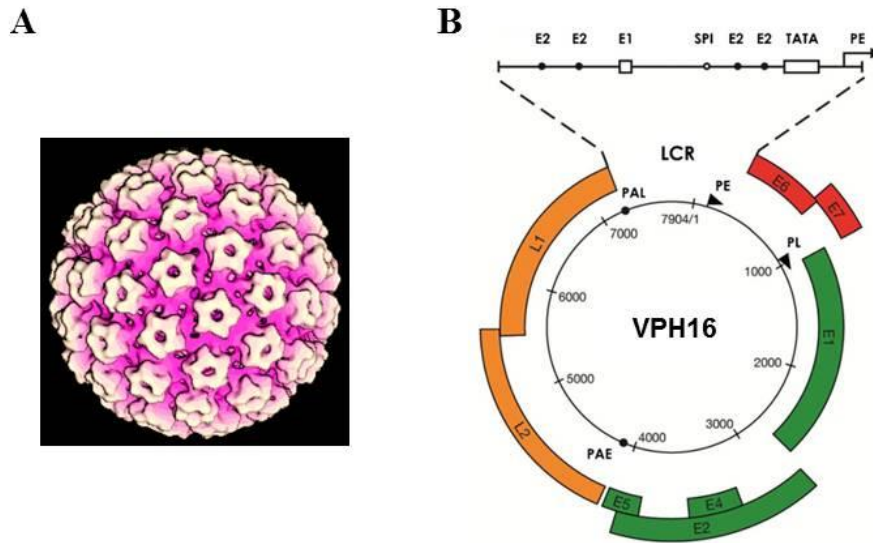 A
B
E2 E2 E1 SPI E2 E2 TATA PE
LCR
PAL
PE
E6
E7
7904/1
7000
L1
PL
1000
6000
VPH16
E1
2000
5000
L2
3000
PAE
4000
E5
E4
E2